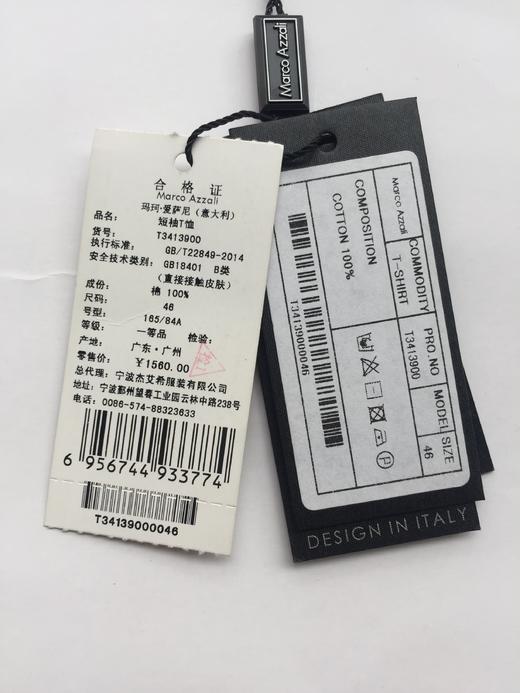 Marco Azzali
合格证
Marco Azzali
玛珂·爱萨尼（意大利）
品名： 短袖T恤
货号： T3413900
执行标准： GB/T22849-2014
安全技术类别： GB18401 B类
（直接接触皮肤）
成份： 棉 100%
尺码： 46
号型： 165/84A
等级： 一等品 检验：
产地： 广东·广州
零售价： ￥1560.00
总代理：宁波杰艾希服装有限公司
地址：宁波鄞州望春工业园云林中路238号
电话：0086-574-88323633
6 956744 933774
T34139000046
Marco Azzali
COMMODITY PRO.NO MODEL SIZE
T-SHIRT T3413900 46
COMPOSITION
COTTON 100%
T34139000046
DESIGN IN ITALY